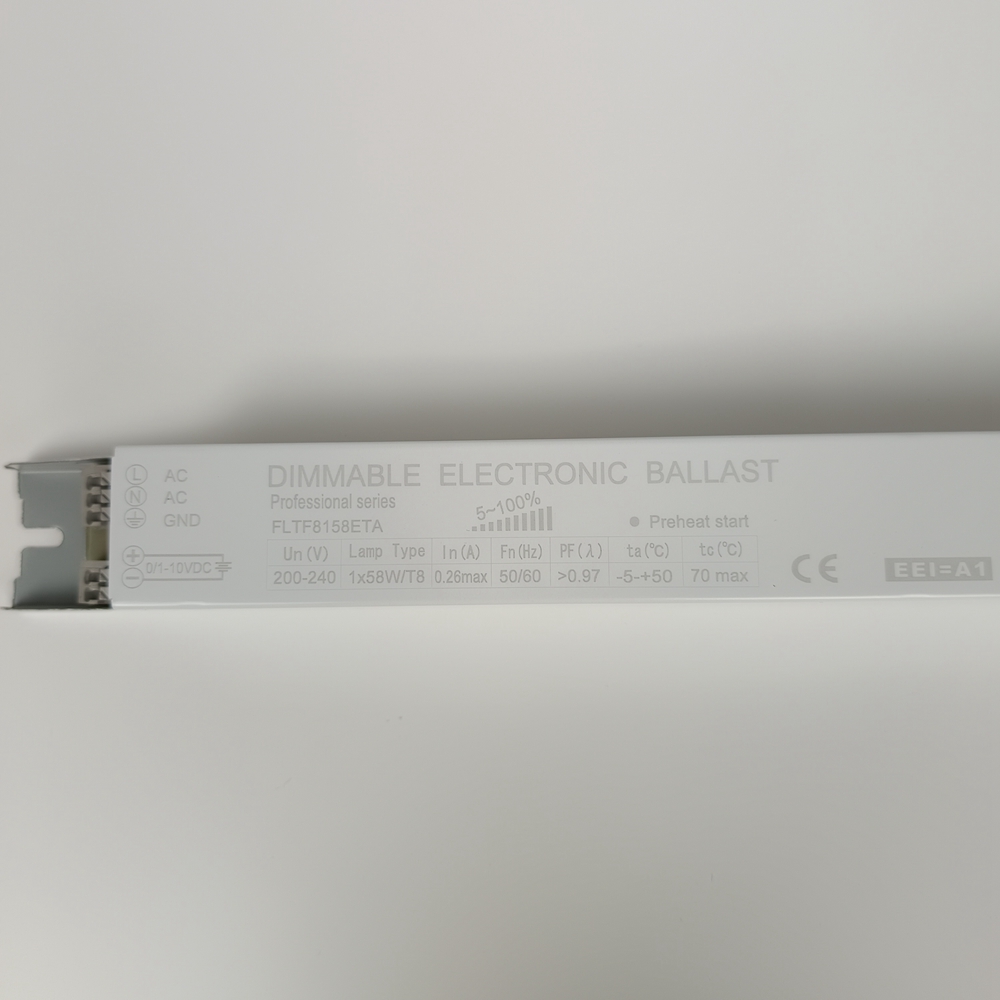 L AC
N AC
GND
+
0/1-10VDC
−
DIMMABLE ELECTRONIC BALLAST
Professional series
FLTF8158ETA
5~100%
● Preheat start
Un (V) Lamp Type In(A) Fn(Hz) PF(λ) ta(℃) tc(℃)
200-240 1x58W/T8 0.26max 50/60 >0.97 -5-+50 70 max
CE
EEI=A1